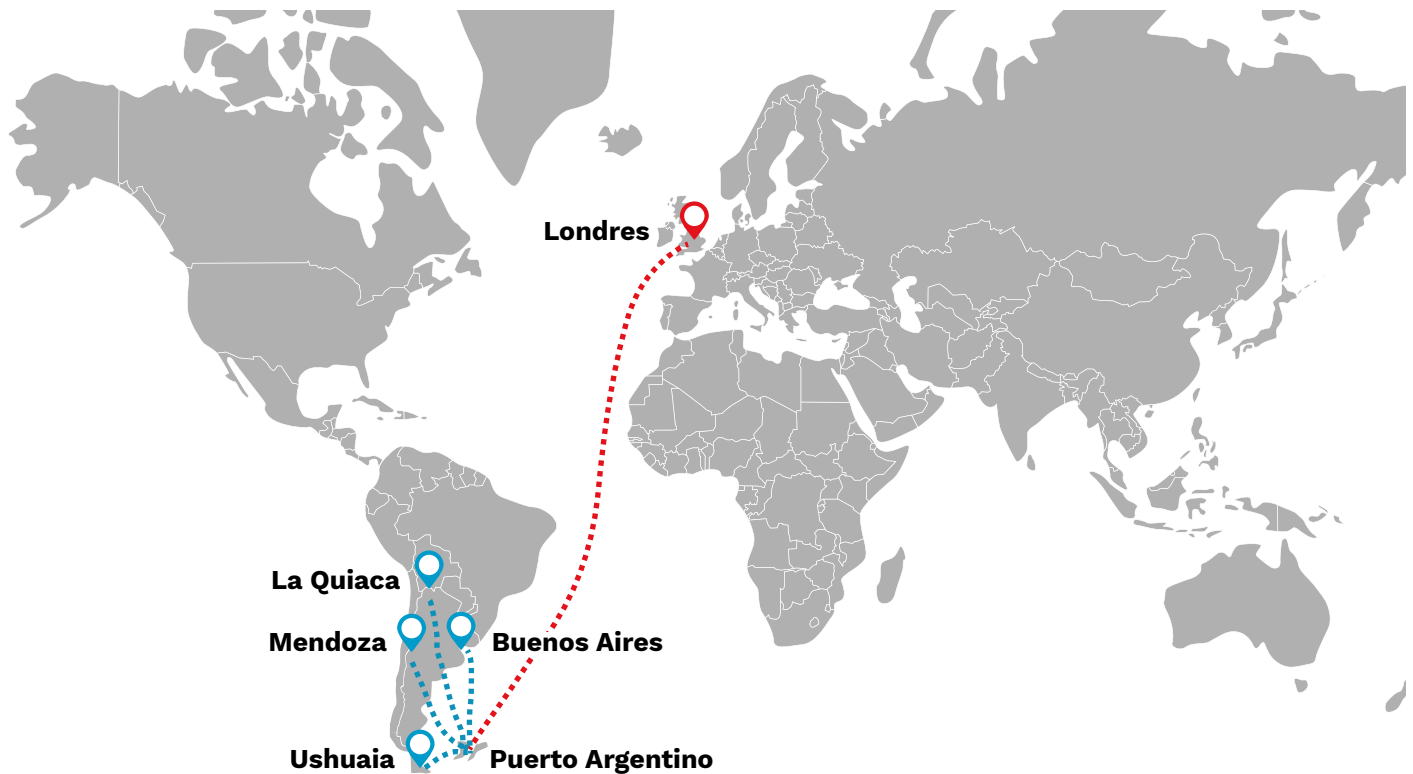 Londres
La Quiaca
Mendoza
Buenos Aires
Ushuaia
Puerto Argentino